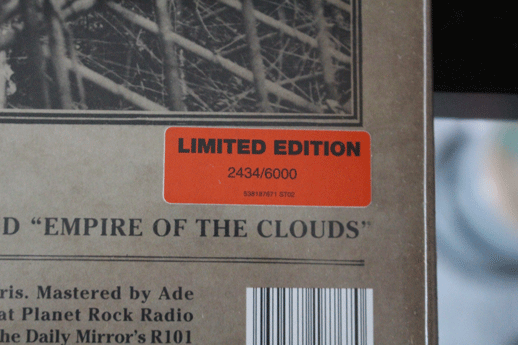 LIMITED EDITION
2434/6000
D “EMPIRE OF THE CLOUDS”
ris. Mastered by Ade
at Planet Rock Radio
he Daily Mirror's R101